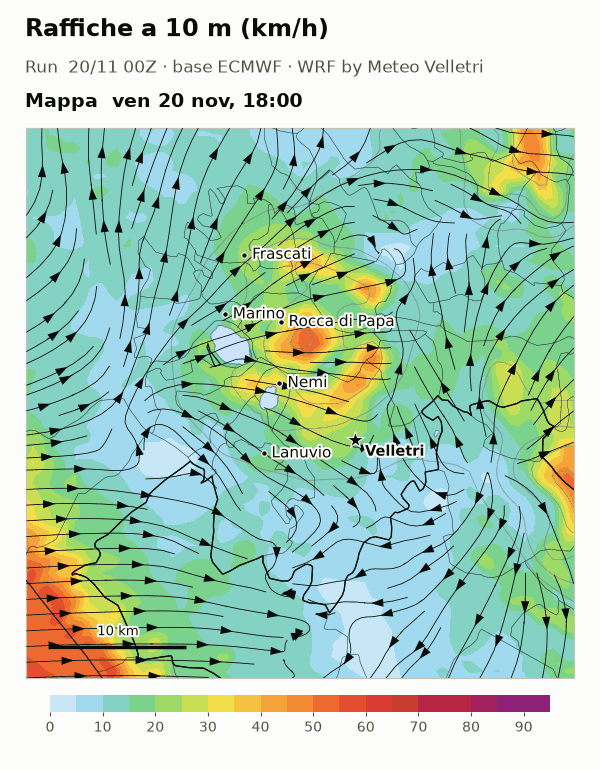 Raffiche a 10 m (km/h)
Run  20/11 00Z · base ECMWF · WRF by Meteo Velletri
Mappa  ven 20 nov, 18:00
Frascati
Marino
Rocca di Papa
Nemi
Velletri
Lanuvio
10 km
0 10 20 30 40 50 60 70 80 90